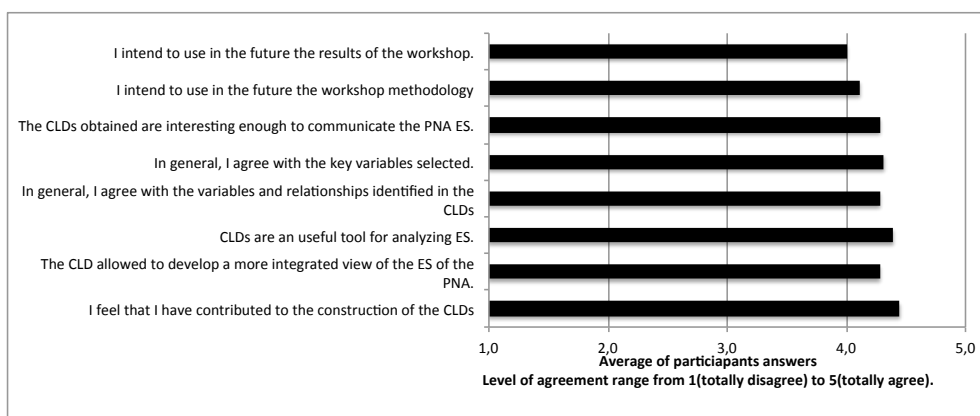 I intend to use in the future the results of the workshop.
I intend to use in the future the workshop methodology
The CLDs obtained are interesting enough to communicate the PNA ES.
In general, I agree with the key variables selected.
In general, I agree with the variables and relationships identified in the
CLDs
CLDs are an useful tool for analyzing ES.
The CLD allowed to develop a more integrated view of the ES of the
PNA.
I feel that I have contributed to the construction of the CLDs
1,0 2,0 3,0 4,0 5,0
Average of particiapants answers
Level of agreement range from 1(totally disagree) to 5(totally agree).